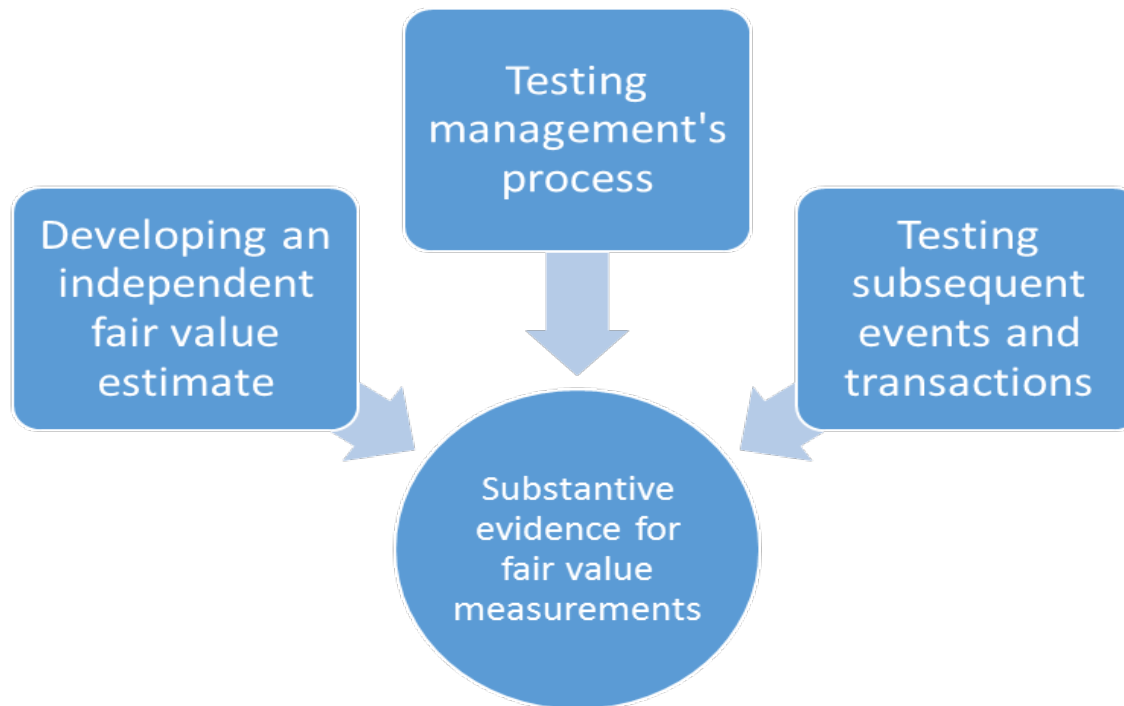 Testing
management's
process
Developing an
independent
fair value
estimate
Testing
subsequent
events and
transactions
Substantive
evidence for
fair value
measurements